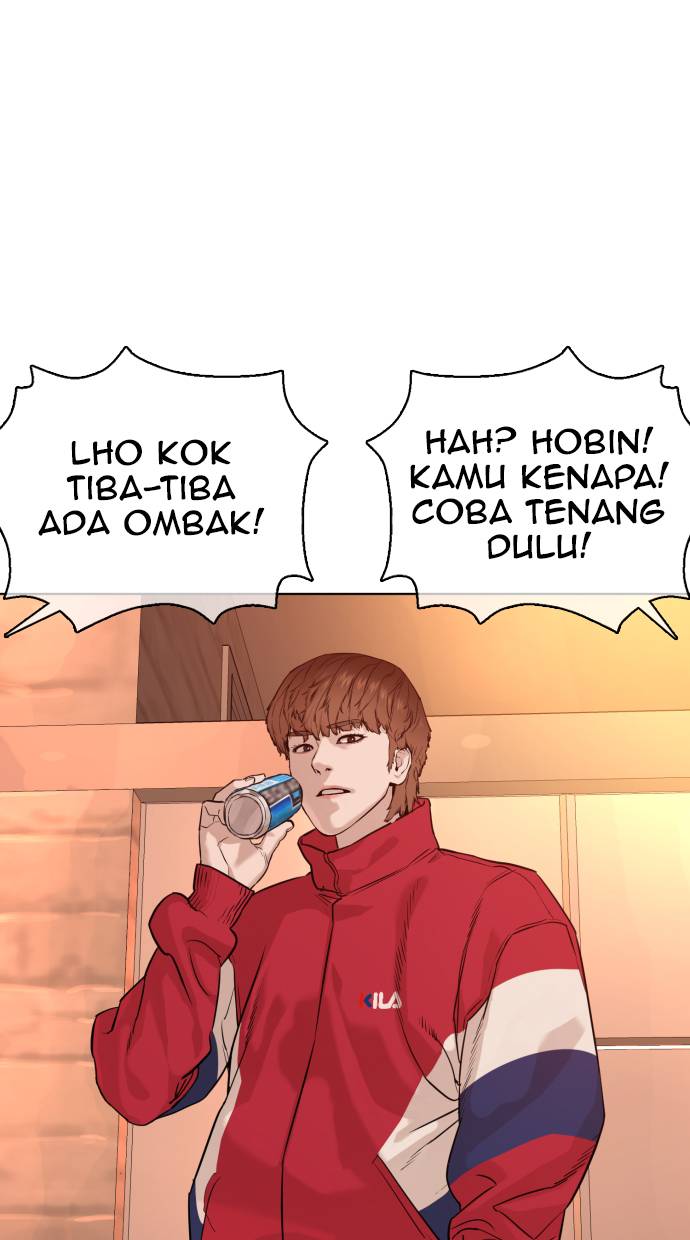 LHO KOK
TIBA-TIBA
ADA OMBAK!
HAH? HOBIN!
KAMU KENAPA!
COBA TENANG
DULU!
KILA